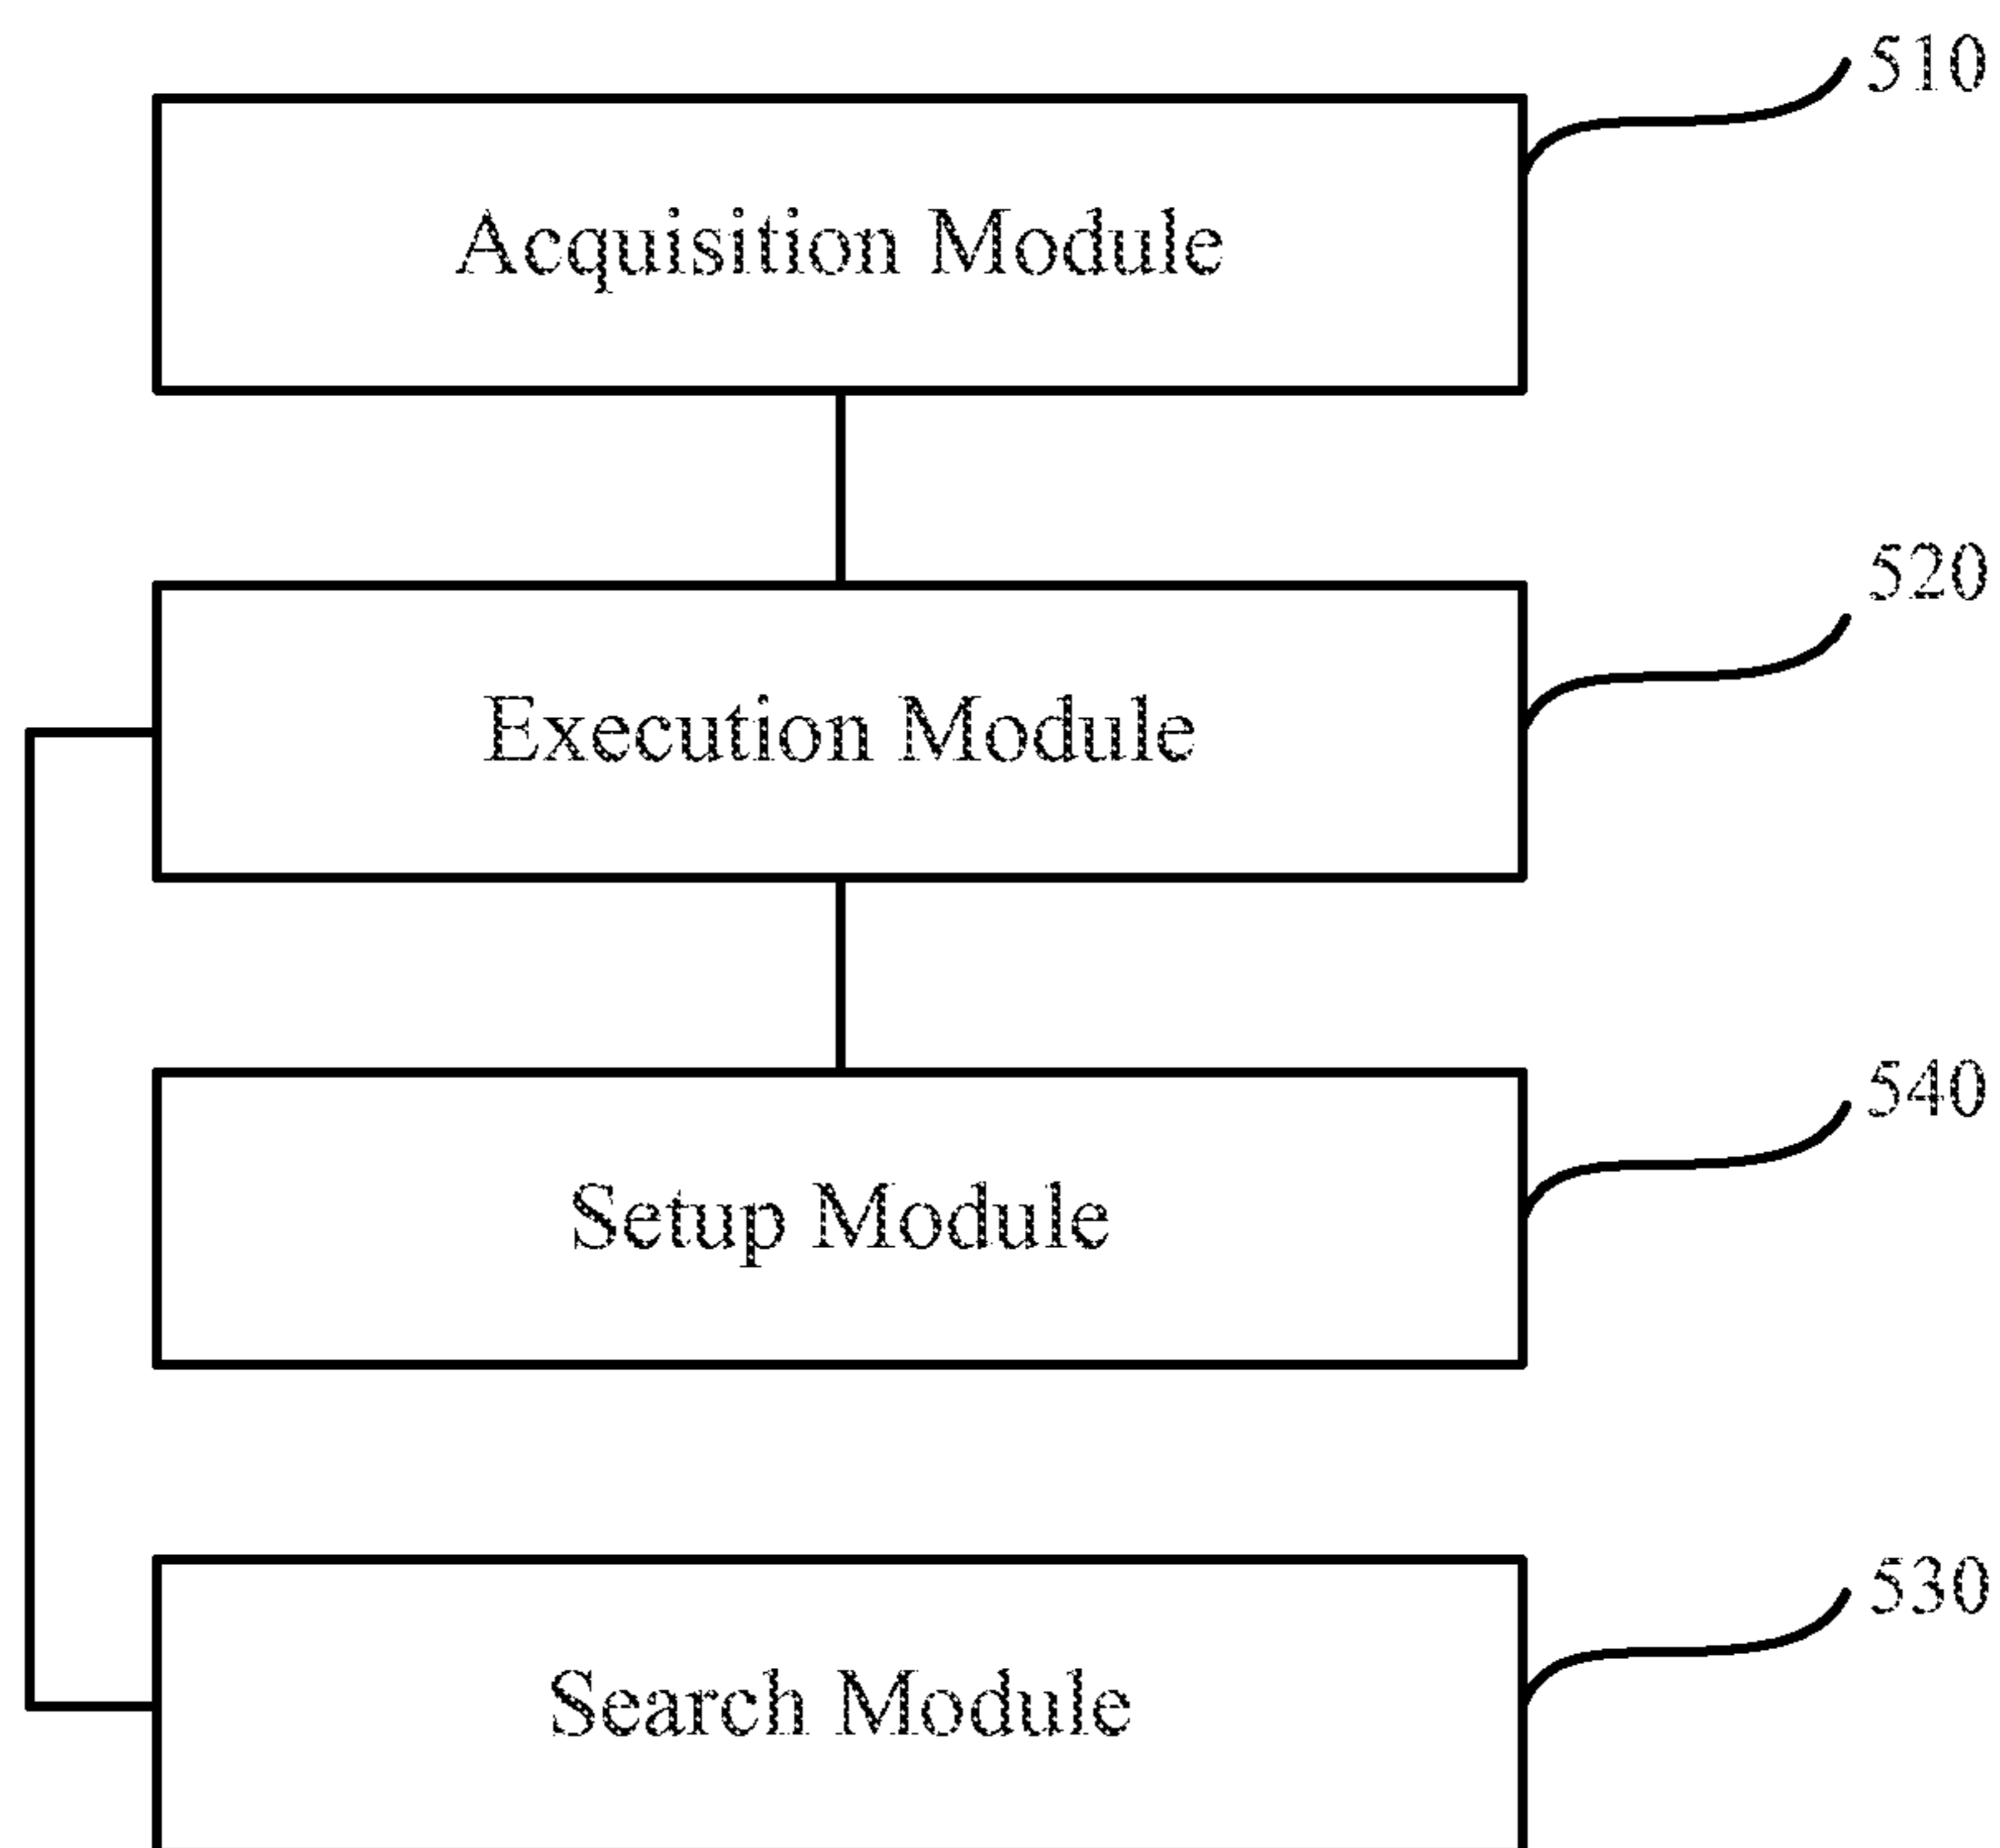 510
Acquisition Module
520
Execution Module
540
Setup Module
530
Search Module